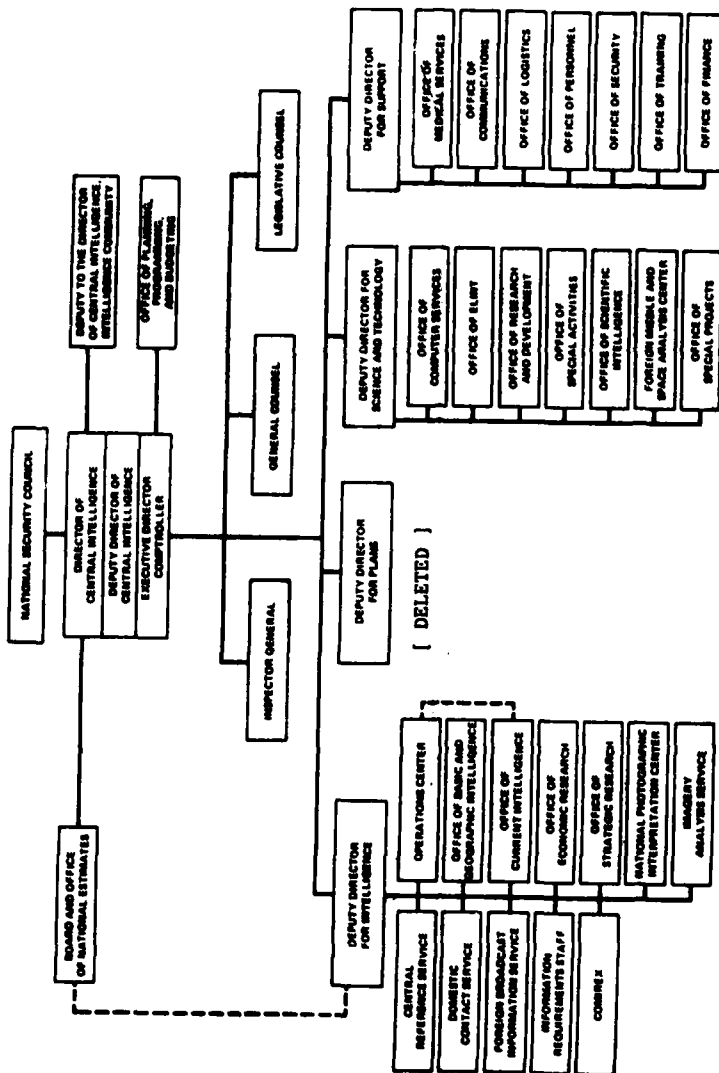 NATIONAL SECURITY COUNCIL
DIRECTOR OF
CENTRAL INTELLIGENCE
DEPUTY DIRECTOR OF
CENTRAL INTELLIGENCE
EXECUTIVE DIRECTOR
COMPTROLLER
DEPUTY TO THE DIRECTOR
OF CENTRAL INTELLIGENCE,
INTELLIGENCE COMMUNITY
OFFICE OF PLANNING,
PROGRAMMING,
AND BUDGETING
BOARD AND OFFICE
OF NATIONAL ESTIMATES
INSPECTOR GENERAL
GENERAL COUNSEL
LEGISLATIVE COUNSEL
DEPUTY DIRECTOR
FOR INTELLIGENCE
CENTRAL
REFERENCE SERVICE
DOMESTIC
CONTACT SERVICE
FOREIGN BROADCAST
INFORMATION SERVICE
INFORMATION
REQUIREMENTS STAFF
COMIREX
OPERATIONS CENTER
OFFICE OF BASIC AND
GEOGRAPHIC INTELLIGENCE
OFFICE OF
CURRENT INTELLIGENCE
OFFICE OF
ECONOMIC RESEARCH
OFFICE OF
STRATEGIC RESEARCH
NATIONAL PHOTOGRAPHIC
INTERPRETATION CENTER
IMAGERY
ANALYSIS SERVICE
DEPUTY DIRECTOR
FOR PLANS
[ DELETED ]
DEPUTY DIRECTOR FOR
SCIENCE AND TECHNOLOGY
OFFICE OF
COMPUTER SERVICES
OFFICE OF ELINT
OFFICE OF RESEARCH
AND DEVELOPMENT
OFFICE OF
SPECIAL ACTIVITIES
OFFICE OF SCIENTIFIC
INTELLIGENCE
FOREIGN MISSILE AND
SPACE ANALYSIS CENTER
OFFICE OF
SPECIAL PROJECTS
DEPUTY DIRECTOR
FOR SUPPORT
OFFICE OF
MEDICAL SERVICES
OFFICE OF
COMMUNICATIONS
OFFICE OF LOGISTICS
OFFICE OF PERSONNEL
OFFICE OF SECURITY
OFFICE OF TRAINING
OFFICE OF FINANCE